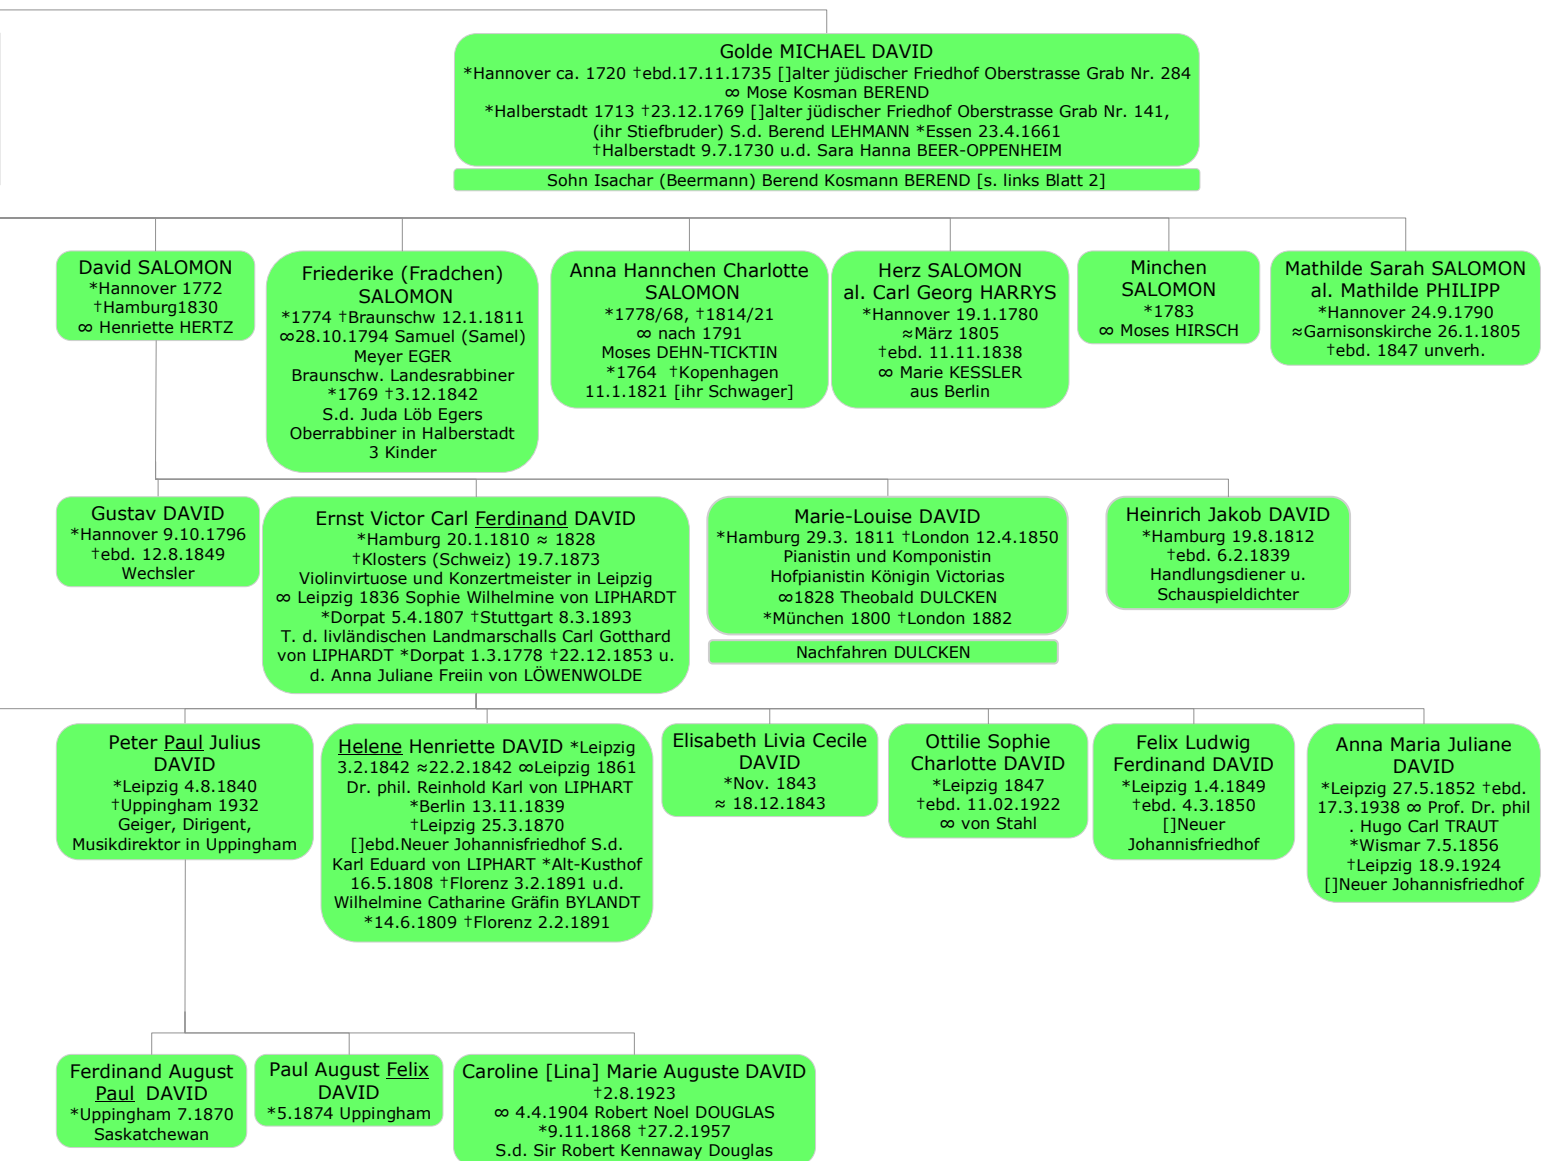 Golde MICHAEL DAVID
*Hannover ca. 1720 †ebd.17.11.1735 []alter jüdischer Friedhof Oberstrasse Grab Nr. 284
∞ Mose Kosman BEREND
*Halberstadt 1713 †23.12.1769 []alter jüdischer Friedhof Oberstrasse Grab Nr. 141,
(ihr Stiefbruder) S.d. Berend LEHMANN *Essen 23.4.1661
†Halberstadt 9.7.1730 u.d. Sara Hanna BEER-OPPENHEIM
Sohn Isachar (Beermann) Berend Kosmann BEREND [s. links Blatt 2]
David SALOMON
*Hannover 1772
†Hamburg1830
∞ Henriette HERTZ
Friederike (Fradchen)
SALOMON
*1774 †Braunschw 12.1.1811
∞28.10.1794 Samuel (Samel)
Meyer EGER
Braunschw. Landesrabbiner
*1769 †3.12.1842
S.d. Juda Löb Egers
Oberrabbiner in Halberstadt
3 Kinder
Anna Hannchen Charlotte
SALOMON
*1778/68, †1814/21
∞ nach 1791
Moses DEHN-TICKTIN
*1764 †Kopenhagen
11.1.1821 [ihr Schwager]
Herz SALOMON
al. Carl Georg HARRYS
*Hannover 19.1.1780
≈März 1805
†ebd. 11.11.1838
∞ Marie KESSLER
aus Berlin
Minchen
SALOMON
*1783
∞ Moses HIRSCH
Mathilde Sarah SALOMON
al. Mathilde PHILIPP
*Hannover 24.9.1790
≈Garnisonskirche 26.1.1805
†ebd. 1847 unverh.
Gustav DAVID
*Hannover 9.10.1796
†ebd. 12.8.1849
Wechsler
Ernst Victor Carl Ferdinand DAVID
*Hamburg 20.1.1810 ≈ 1828
†Klosters (Schweiz) 19.7.1873
Violinvirtuose und Konzertmeister in Leipzig
∞ Leipzig 1836 Sophie Wilhelmine von LIPHARDT
*Dorpat 5.4.1807 †Stuttgart 8.3.1893
T. d. livländischen Landmarschalls Carl Gotthard
von LIPHARDT *Dorpat 1.3.1778 †22.12.1853 u.
d. Anna Juliane Freiin von LÖWENWOLDE
Marie-Louise DAVID
*Hamburg 29.3. 1811 †London 12.4.1850
Pianistin und Komponistin
Hofpianistin Königin Victorias
∞1828 Theobald DULCKEN
*München 1800 †London 1882
Nachfahren DULCKEN
Heinrich Jakob DAVID
*Hamburg 19.8.1812
†ebd. 6.2.1839
Handlungsdiener u.
Schauspieldichter
Peter Paul Julius
DAVID
*Leipzig 4.8.1840
†Uppingham 1932
Geiger, Dirigent,
Musikdirektor in Uppingham
Helene Henriette DAVID *Leipzig
3.2.1842 ≈22.2.1842 ∞Leipzig 1861
Dr. phil. Reinhold Karl von LIPHART
*Berlin 13.11.1839
†Leipzig 25.3.1870
[]ebd.Neuer Johannisfriedhof S.d.
Karl Eduard von LIPHART *Alt-Kusthof
16.5.1808 †Florenz 3.2.1891 u.d.
Wilhelmine Catharine Gräfin BYLANDT
*14.6.1809 †Florenz 2.2.1891
Elisabeth Livia Cecile
DAVID
*Nov. 1843
≈ 18.12.1843
Ottilie Sophie
Charlotte DAVID
*Leipzig 1847
†ebd. 11.02.1922
∞ von Stahl
Felix Ludwig
Ferdinand DAVID
*Leipzig 1.4.1849
†ebd. 4.3.1850
[]Neuer
Johannisfriedhof
Anna Maria Juliane
DAVID
*Leipzig 27.5.1852 †ebd.
17.3.1938 ∞ Prof. Dr. phil
. Hugo Carl TRAUT
*Wismar 7.5.1856
†Leipzig 18.9.1924
[]Neuer Johannisfriedhof
Ferdinand August
Paul DAVID
*Uppingham 7.1870
Saskatchewan
Paul August Felix
DAVID
*5.1874 Uppingham
Caroline [Lina] Marie Auguste DAVID
†2.8.1923
∞ 4.4.1904 Robert Noel DOUGLAS
*9.11.1868 †27.2.1957
S.d. Sir Robert Kennaway Douglas